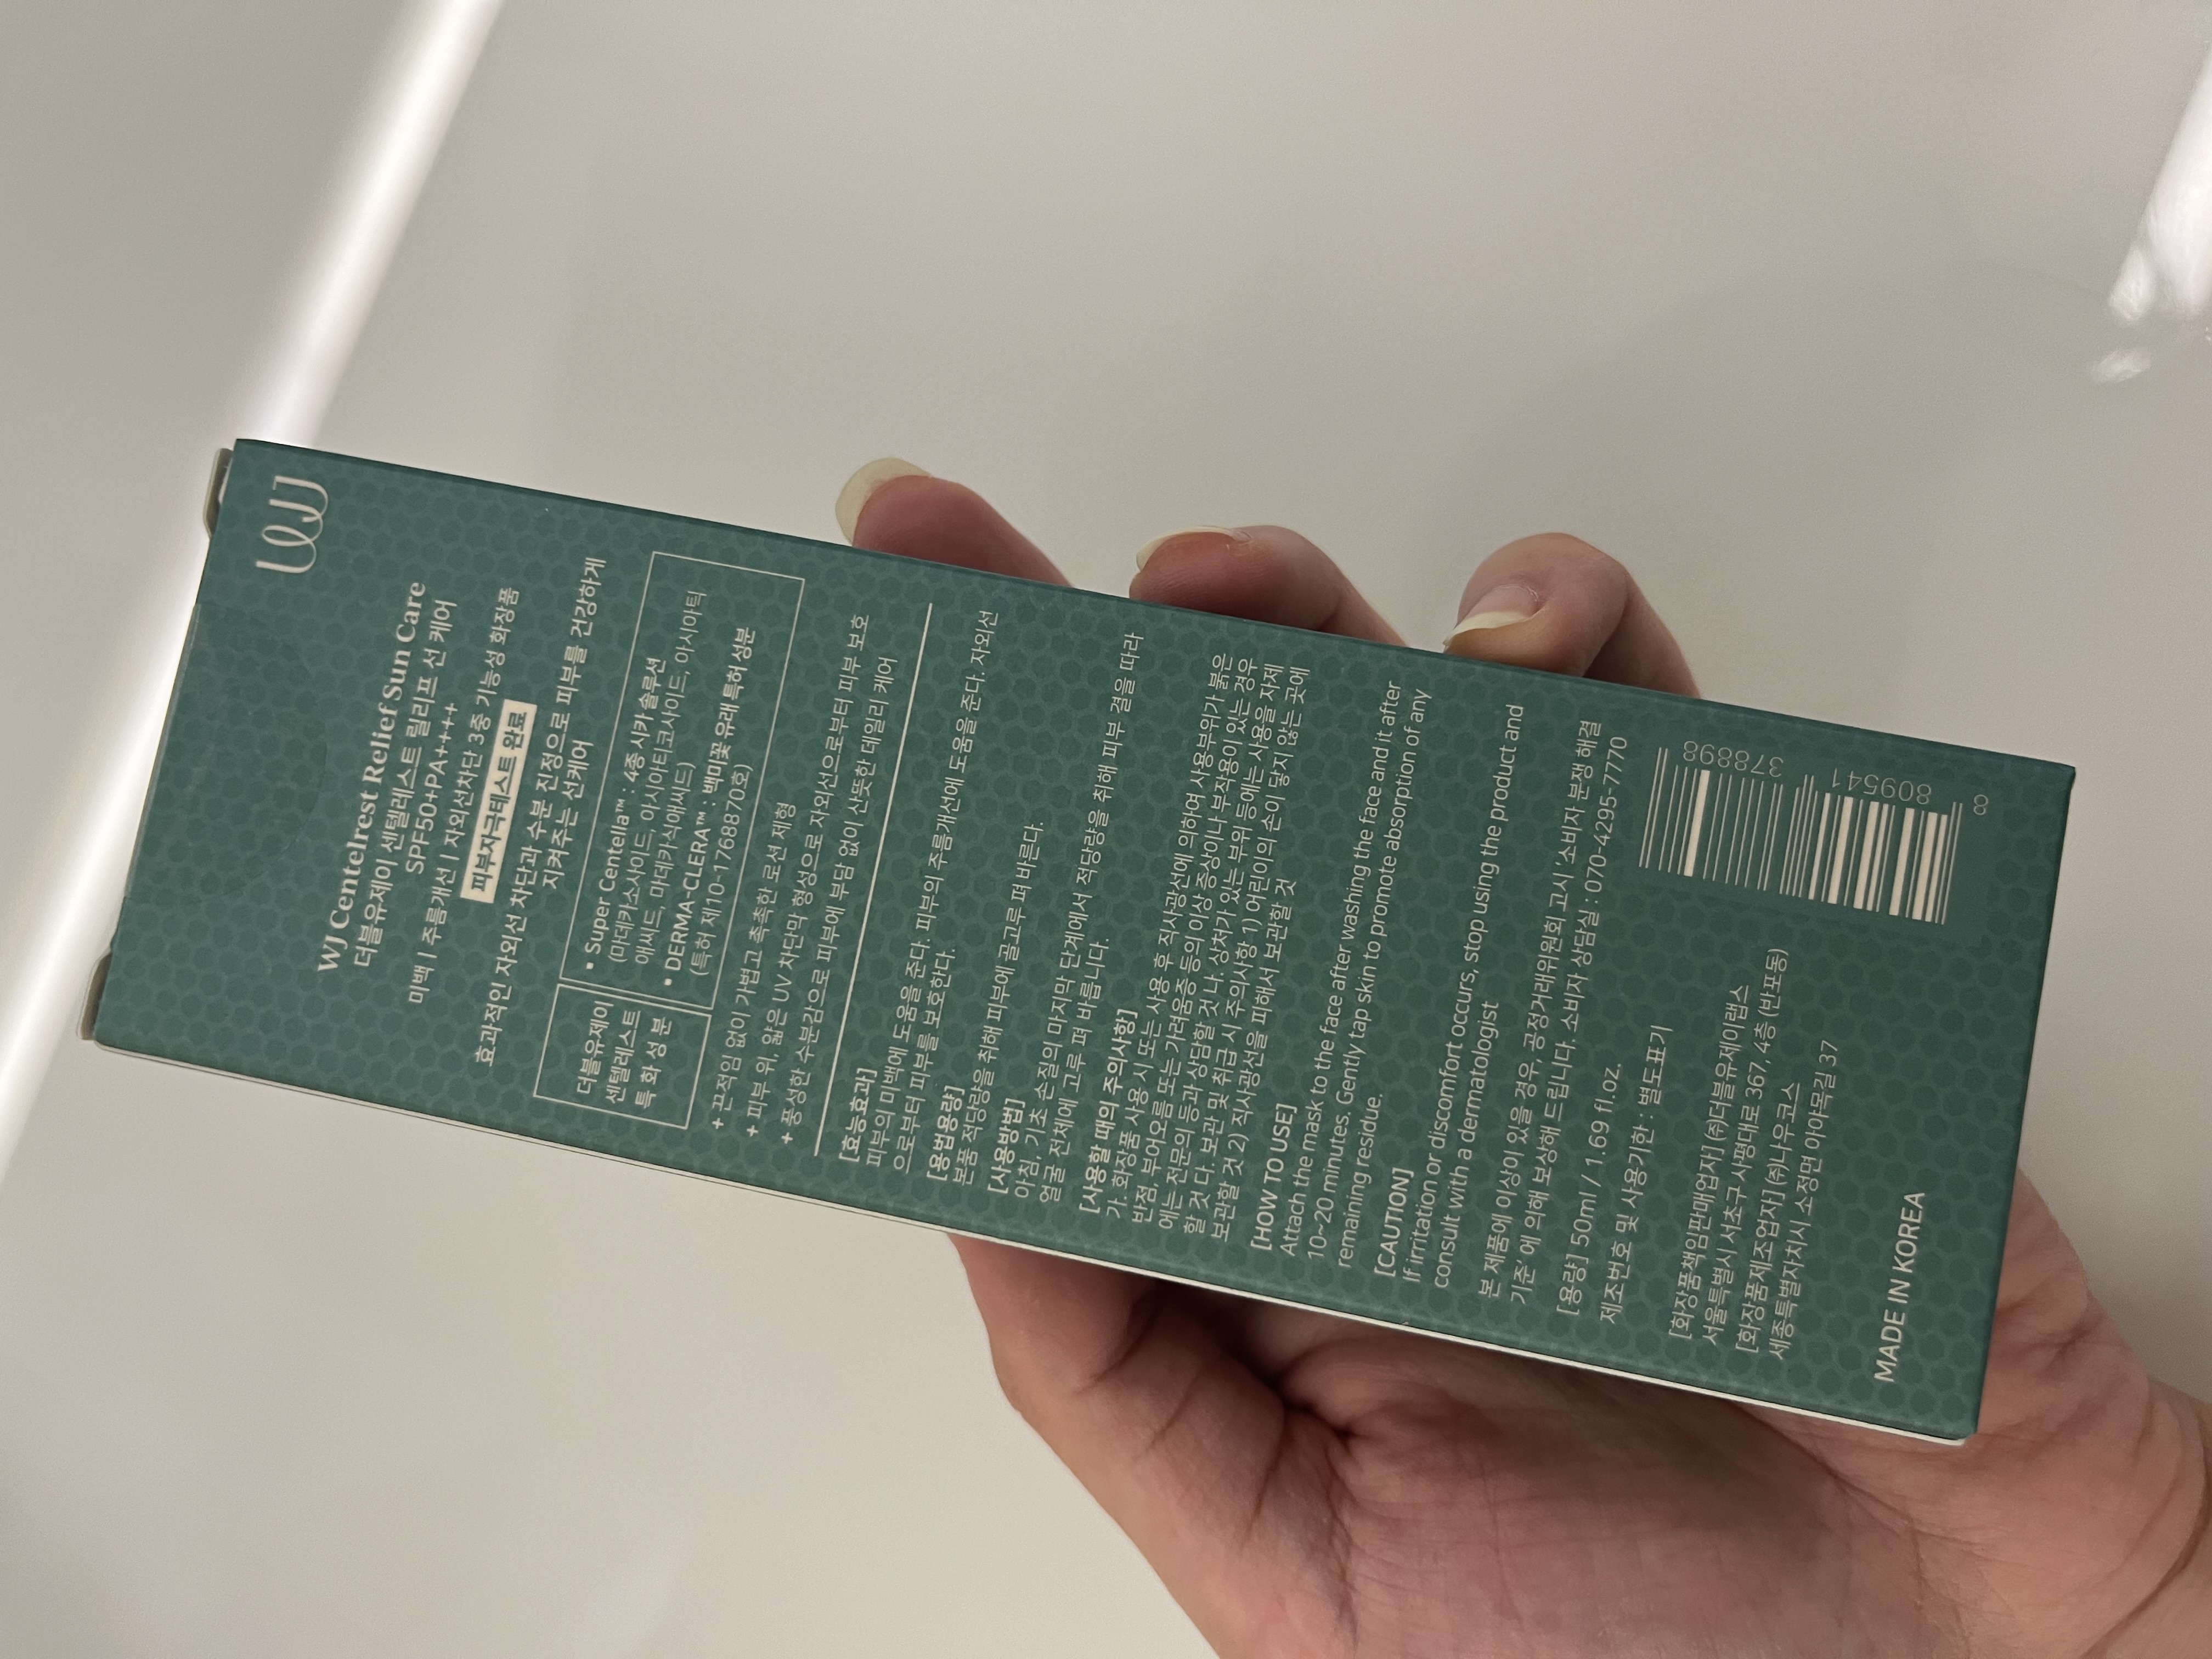 WJ
WJ Centelrest Relief Sun Care
더블유제이 센텔레스트 릴리프 선 케어
SPF50+PA++++
미백 | 주름개선 | 자외선차단 3중 기능성 화장품
피부자극테스트 완료
효과적인 자외선 차단과 수분 진정으로 피부를 건강하게
지켜주는 선케어
더블유제이
센텔레스트
특 화 성 분
• Super Centella™ : 4종 시카 솔루션
(마데카소사이드, 아시아티코사이드, 아시아틱
애씨드, 마데카식애씨드)
• DERMA-CLERA™ : 백미꽃 유래 특허 성분
(특허 제10-1768870호)
+ 끈적임 없이 가볍고 촉촉한 로션 제형
+ 피부 위, 얇은 UV 차단막 형성으로 자외선으로부터 피부 보호
+ 풍성한 수분감으로 피부에 부담 없이 산뜻한 데일리 케어
[효능효과]
피부의 미백에 도움을 준다. 피부의 주름개선에 도움을 준다. 자외선
으로부터 피부를 보호한다.
[용법용량]
본품 적당량을 취해 피부에 골고루 펴 바른다.
[사용방법]
아침, 기초 손질의 마지막 단계에서 적당량을 취해 피부 결을 따라
얼굴 전체에 고루 펴 바릅니다.
[사용할 때의 주의사항]
가. 화장품 사용 시 또는 사용 후 직사광선에 의하여 사용부위가 붉은
반점, 부어오름 또는 가려움증 등의 이상 증상이나 부작용이 있는 경우
에는 전문의 등과 상담할 것 나. 상처가 있는 부위 등에는 사용을 자제
할 것 다. 보관 및 취급 시 주의사항 1) 어린이의 손이 닿지 않는 곳에
보관할 것 2) 직사광선을 피해서 보관할 것
[HOW TO USE]
Attach the mask to the face after washing the face and it after
10~20 minutes. Gently tap skin to promote absorption of any
remaining residue.
[CAUTION]
If irritation or discomfort occurs, stop using the product and
consult with a dermatologist
본 제품에 이상이 있을 경우, 공정거래위원회 고시 '소비자 분쟁 해결
기준' 에 의해 보상해 드립니다. 소비자 상담실 : 070-4295-7770
[용량] 50ml / 1.69 fl.oz.
제조번호 및 사용기한 : 별도표기
[화장품책임판매업자] (주)더블유제이랩스
서울특별시 서초구 사평대로 367, 4층 (반포동)
[화장품제조업자] (주)나우코스
세종특별자치시 소정면 이아목길 37
MADE IN KOREA
8 809541 378898